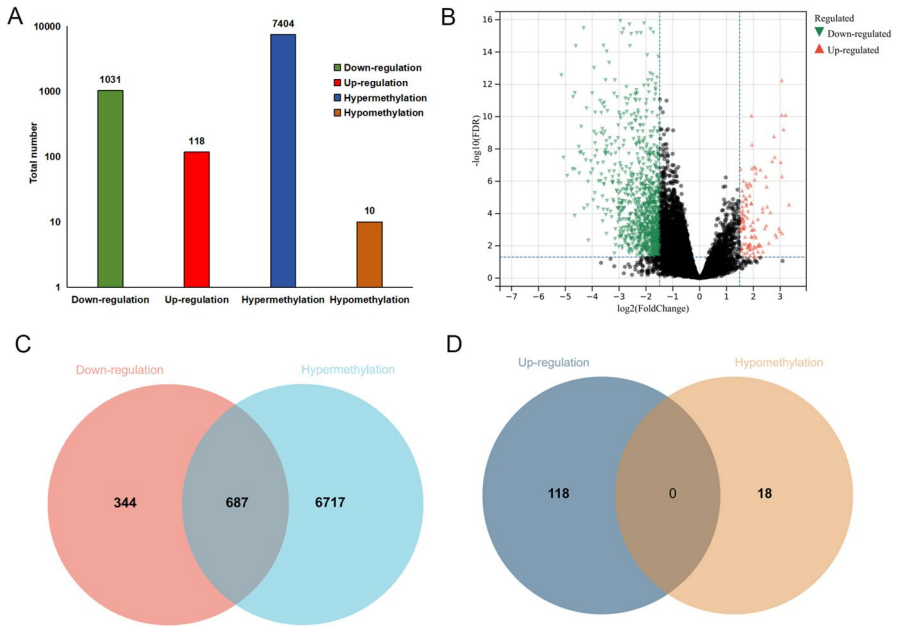 A
10000
1000
100
10
1
Total number
1031
118
7404
10
Down-regulation
Up-regulation
Hypermethylation
Hypomethylation
Down-regulation
Up-regulation
Hypermethylation
Hypomethylation
B
16
14
12
10
8
6
4
2
0
-log10(FDR)
-7 -6 -5 -4 -3 -2 -1 0 1 2 3 4
log2(FoldChange)
Regulated
Down-regulated
Up-regulated
C
Down-regulation
Hypermethylation
344
687
6717
D
Up-regulation
Hypomethylation
118
0
18